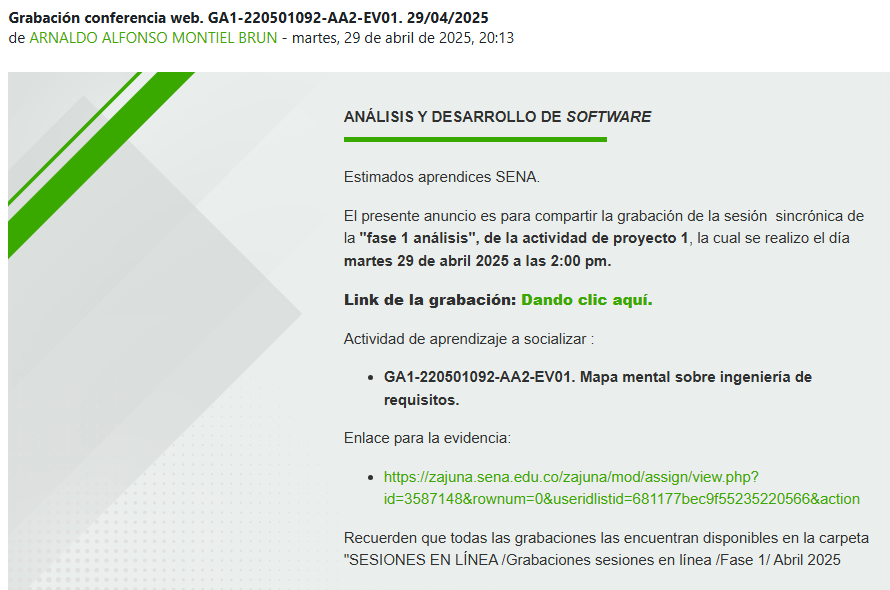 Grabación conferencia web. GA1-220501092-AA2-EV01. 29/04/2025
de ARNALDO ALFONSO MONTIEL BRUN - martes, 29 de abril de 2025, 20:13
ANÁLISIS Y DESARROLLO DE SOFTWARE
Estimados aprendices SENA.
El presente anuncio es para compartir la grabación de la sesión sincrónica de
la "fase 1 análisis", de la actividad de proyecto 1, la cual se realizo el día
martes 29 de abril 2025 a las 2:00 pm.
Link de la grabación: Dando clic aquí.
Actividad de aprendizaje a socializar :
• GA1-220501092-AA2-EV01. Mapa mental sobre ingeniería de
requisitos.
Enlace para la evidencia:
• https://zajuna.sena.edu.co/zajuna/mod/assign/view.php?
id=3587148&rownum=0&useridlistid=681177bec9f55235220566&action
Recuerden que todas las grabaciones las encuentran disponibles en la carpeta
"SESIONES EN LÍNEA /Grabaciones sesiones en línea /Fase 1/ Abril 2025